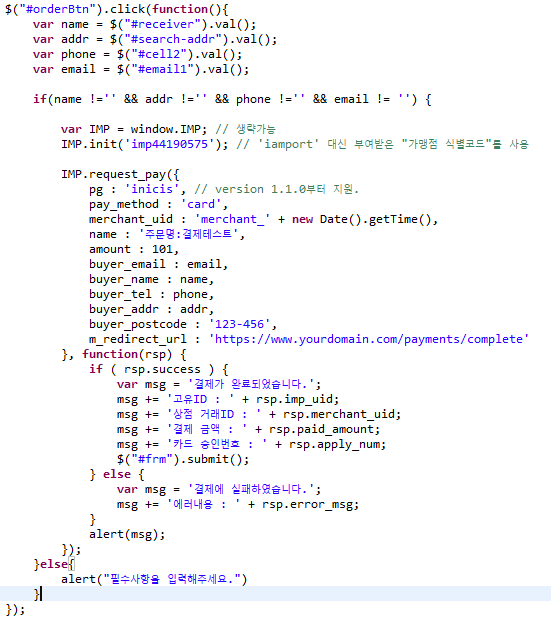 $("#orderBtn").click(function(){
    var name = $("#receiver").val();
    var addr = $("#search-addr").val();
    var phone = $("#cell2").val();
    var email = $("#email1").val();

    if(name !='' && addr !='' && phone !='' && email != '') {

        var IMP = window.IMP; // 생략가능
        IMP.init('imp44190575'); // 'iamport' 대신 부여받은 "가맹점 식별코드"를 사용

        IMP.request_pay({
            pg : 'inicis', // version 1.1.0부터 지원.
            pay_method : 'card',
            merchant_uid : 'merchant_' + new Date().getTime(),
            name : '주문명:결제테스트',
            amount : 101,
            buyer_email : email,
            buyer_name : name,
            buyer_tel : phone,
            buyer_addr : addr,
            buyer_postcode : '123-456',
            m_redirect_url : 'https://www.yourdomain.com/payments/complete'
        }, function(rsp) {
            if ( rsp.success ) {
                var msg = '결제가 완료되었습니다.';
                msg += '고유ID : ' + rsp.imp_uid;
                msg += '상점 거래ID : ' + rsp.merchant_uid;
                msg += '결제 금액 : ' + rsp.paid_amount;
                msg += '카드 승인번호 : ' + rsp.apply_num;
                $("#frm").submit();
            } else {
                var msg = '결제에 실패하였습니다.';
                msg += '에러내용 : ' + rsp.error_msg;
            }
            alert(msg);
        });
    }else{
        alert("필수사항을 입력해주세요.")
    }
});